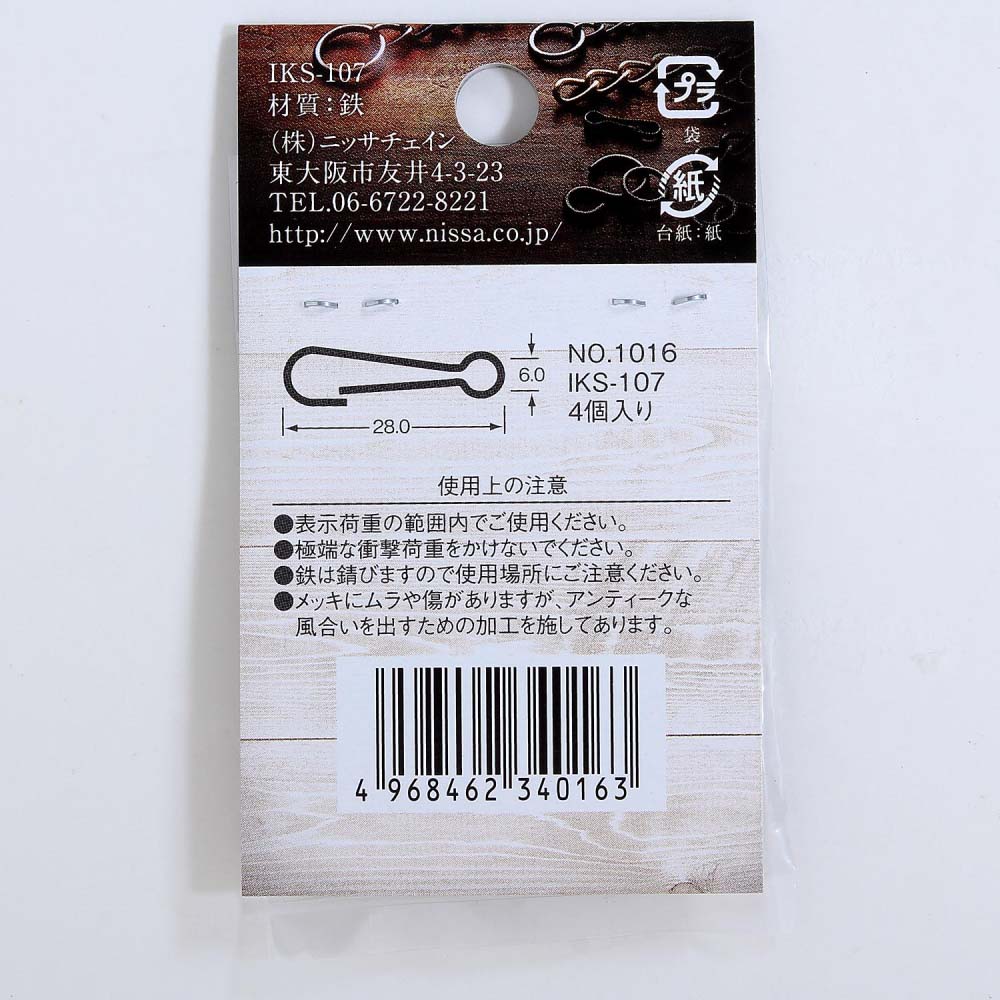 IKS-107
材質：鉄
（株）ニッサチェイン
東大阪市友井4-3-23
TEL.06-6722-8221
http://www.nissa.co.jp/
プラ
袋
紙
台紙：紙
6.0
28.0
NO.1016
IKS-107
4個入り
使用上の注意
●表示荷重の範囲内でご使用ください。
●極端な衝撃荷重をかけないでください。
●鉄は錆びますので使用場所にご注意ください。
●メッキにムラや傷がありますが、アンティークな
風合いを出すための加工を施してあります。
4 968462 340163